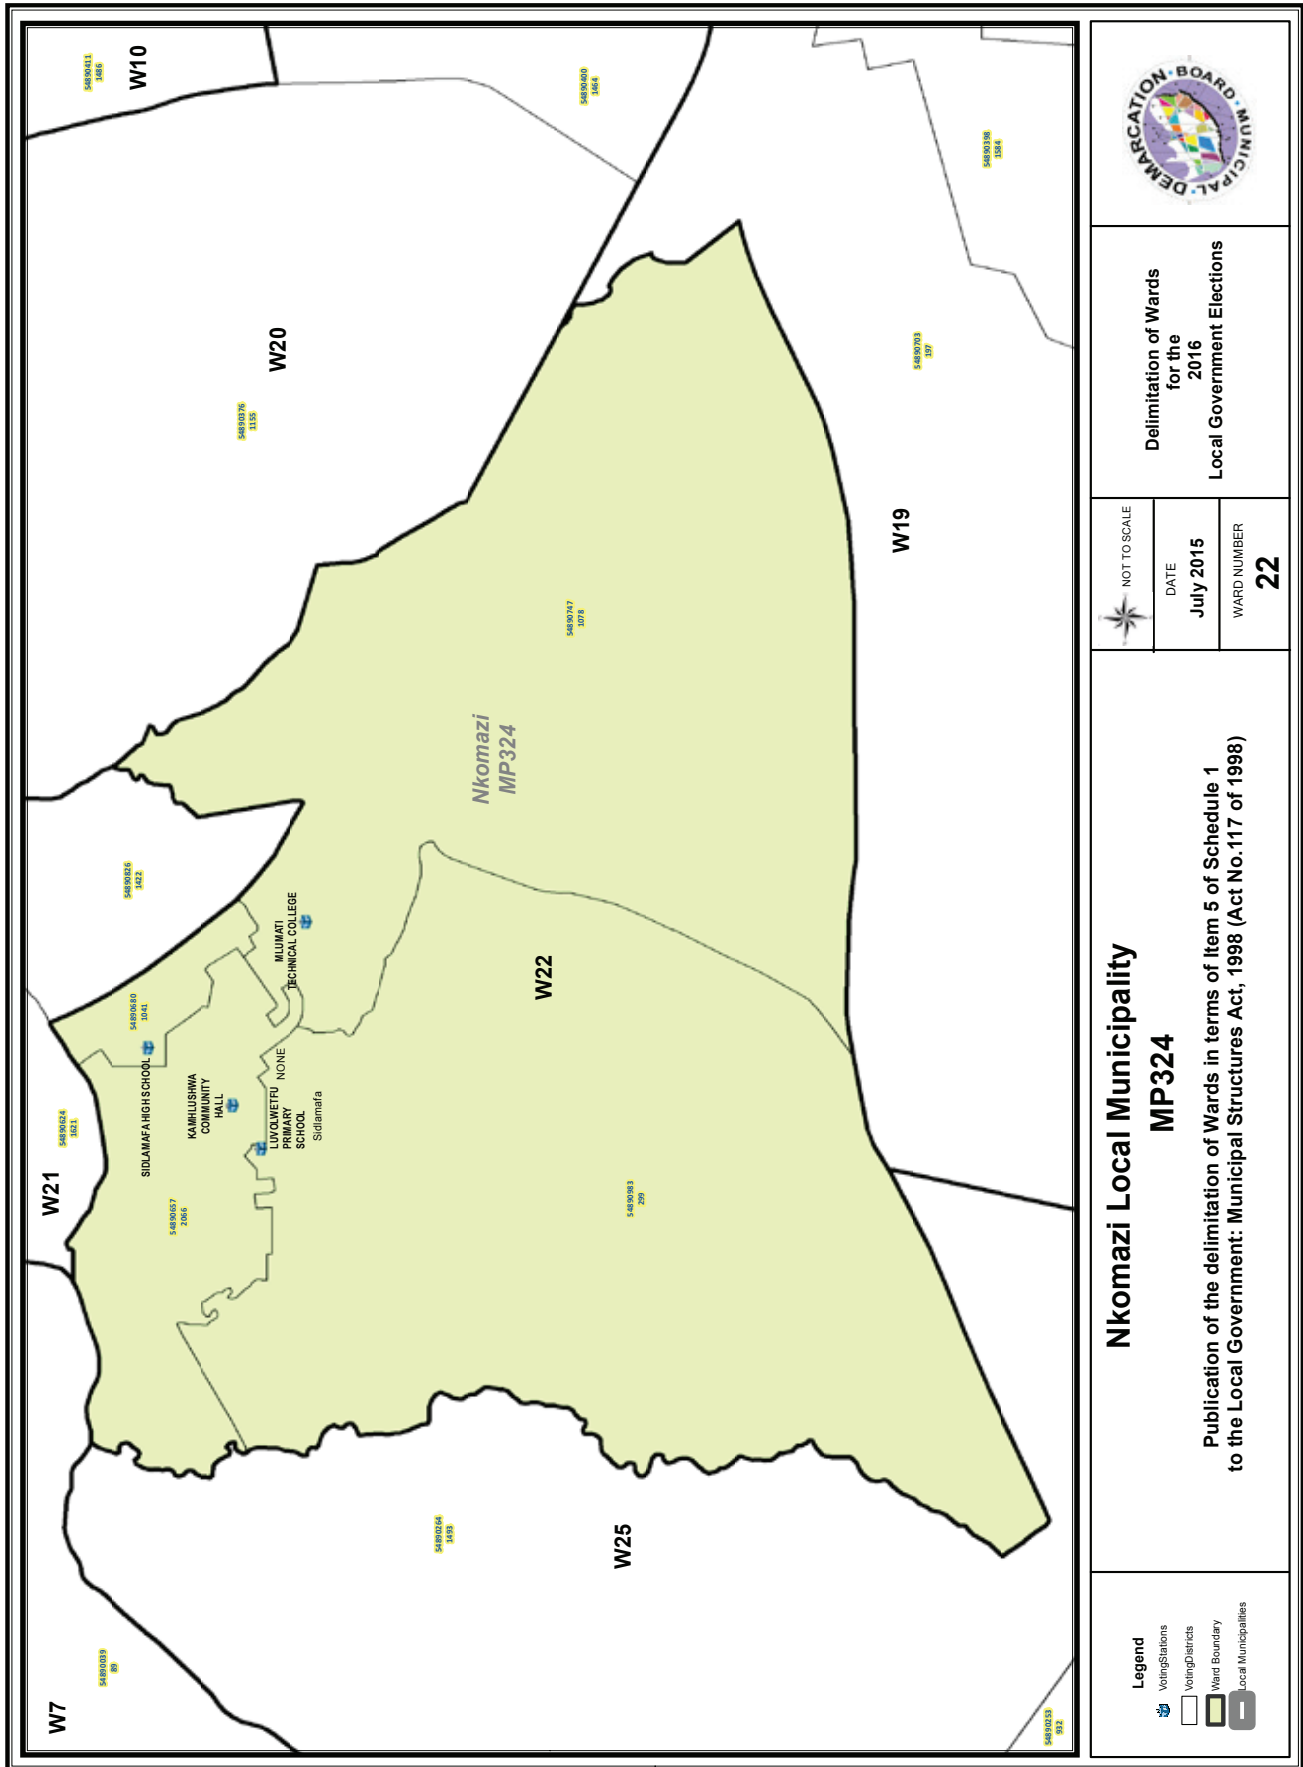 W10
54890411
1486
54890400
1464
54890398
1584
W20
54890376
1155
54890703
197
W19
54890747
1078
Nkomazi
MP324
54890826
1422
MLUMATI
TECHNICAL COLLEGE
W22
54890680
1041
SIDLAMAFA HIGH SCHOOL
KAMHLUSHWA
COMMUNITY
HALL
NONE
LUVOLWETFU
PRIMARY
SCHOOL
Sidlamafa
54890624
1621
W21
54890657
2066
54890983
299
54890264
1493
W25
W7
54890039
89
54890253
932
Legend
VotingStations
VotingDistricts
Ward Boundary
Local Municipalities
Nkomazi Local Municipality
MP324
Publication of the delimitation of Wards in terms of Item 5 of Schedule 1
to the Local Government: Municipal Structures Act, 1998 (Act No.117 of 1998)
NOT TO SCALE
DATE
July 2015
WARD NUMBER
22
Delimitation of Wards
for the
2016
Local Government Elections
MUNICIPAL · DEMARCATION · BOARD ·